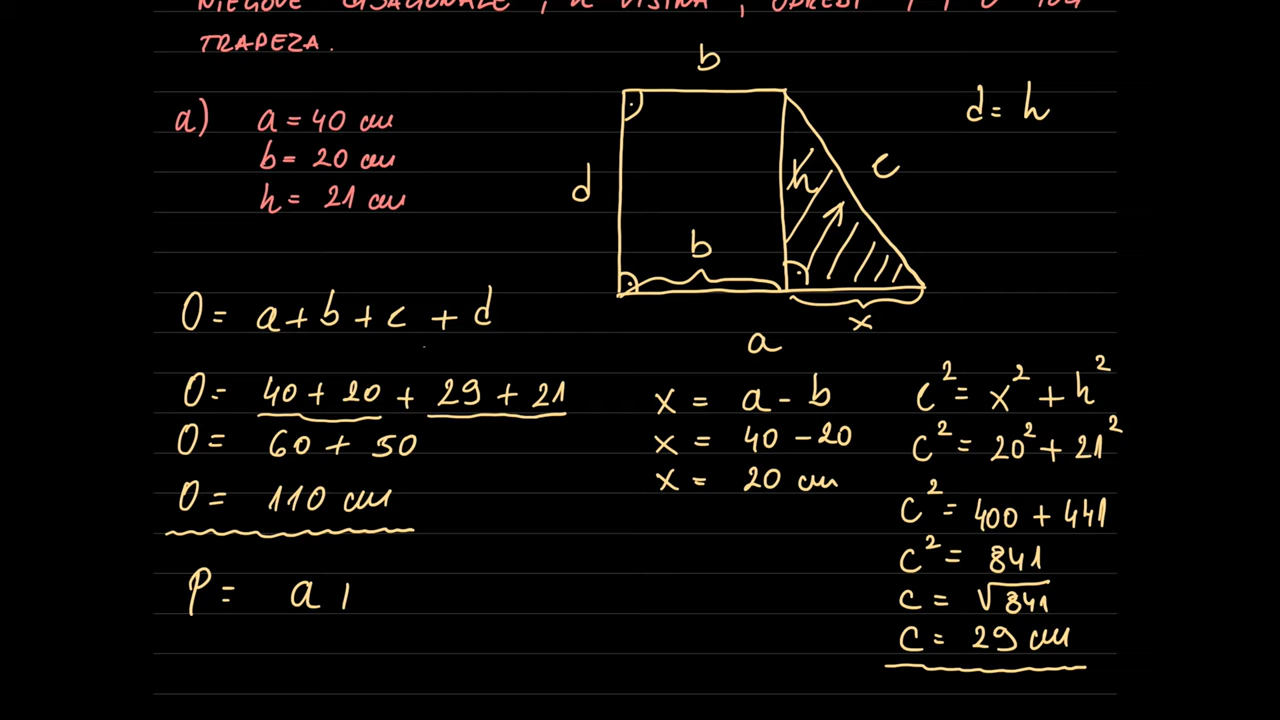 TRAPEZA.
b
d = h
a) a = 40 cm
b = 20 cm
h = 21 cm
d
h
c
b
x
a
O = a + b + c + d
O = 40 + 20 + 29 + 21
O = 60 + 50
O = 110 cm
P = a
x = a - b
x = 40 - 20
x = 20 cm
c² = x² + h²
c² = 20² + 21²
c² = 400 + 441
c² = 841
c = √841
c = 29 cm